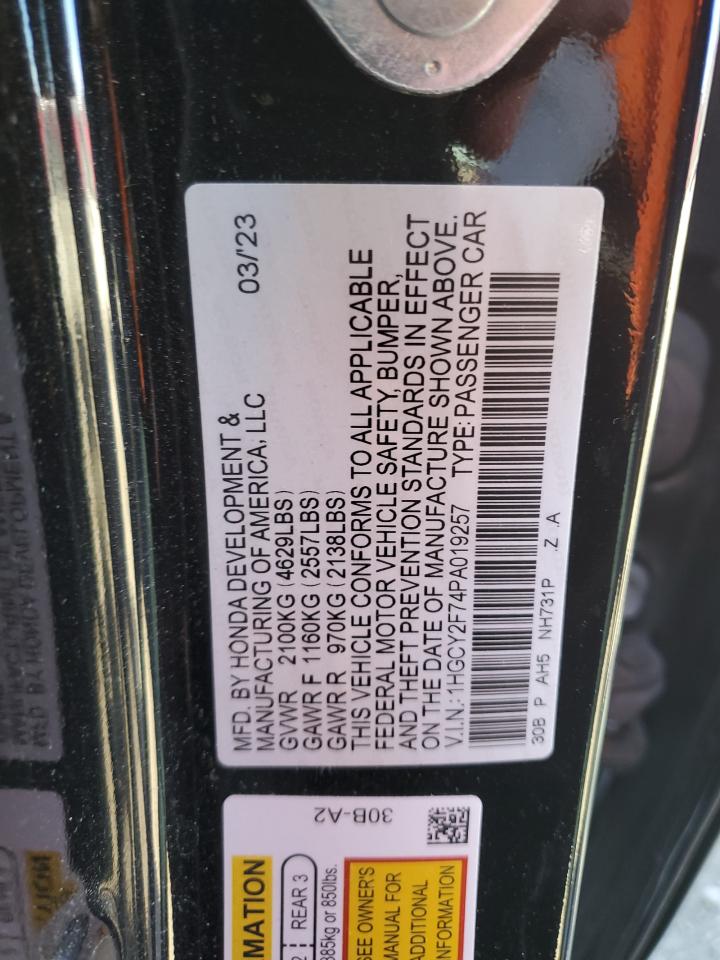 MFD. BY HONDA DEVELOPMENT & 03/'23
MANUFACTURING OF AMERICA, LLC
GVWR 2100KG (4629LBS)
GAWR F 1160KG (2557LBS)
GAWR R 970KG (2138LBS)
THIS VEHICLE CONFORMS TO ALL APPLICABLE
FEDERAL MOTOR VEHICLE SAFETY, BUMPER,
AND THEFT PREVENTION STANDARDS IN EFFECT
ON THE DATE OF MANUFACTURE SHOWN ABOVE.
V.I.N.: 1HGCY2F74PA019257 TYPE: PASSENGER CAR
30B P AH5 NH731P Z .A
30B-A2
MATION
2 REAR 3
385kg or 850lbs.
SEE OWNER'S
MANUAL FOR
ADDITIONAL
INFORMATION